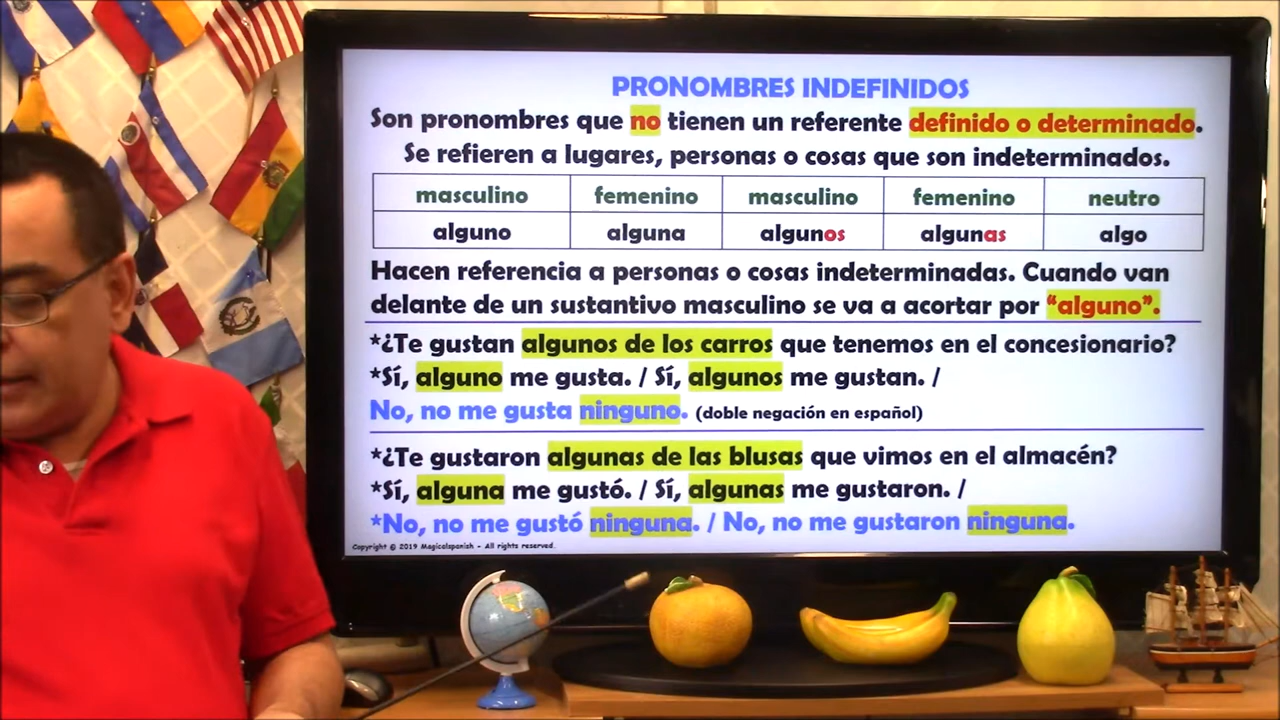 PRONOMBRES INDEFINIDOS
Son pronombres que no tienen un referente definido o determinado.
Se refieren a lugares, personas o cosas que son indeterminados.
masculino femenino masculino femenino neutro
alguno alguna algunos algunas algo
Hacen referencia a personas o cosas indeterminadas. Cuando van
delante de un sustantivo masculino se va a acortar por “alguno”.
*¿Te gustan algunos de los carros que tenemos en el concesionario?
*Sí, alguno me gusta. / Sí, algunos me gustan. /
No, no me gusta ninguno. (doble negación en español)
*¿Te gustaron algunas de las blusas que vimos en el almacén?
*Sí, alguna me gustó. / Sí, algunas me gustaron. /
*No, no me gustó ninguna. / No, no me gustaron ninguna.
Copyright © 2019 Magicalspanish - All rights reserved.